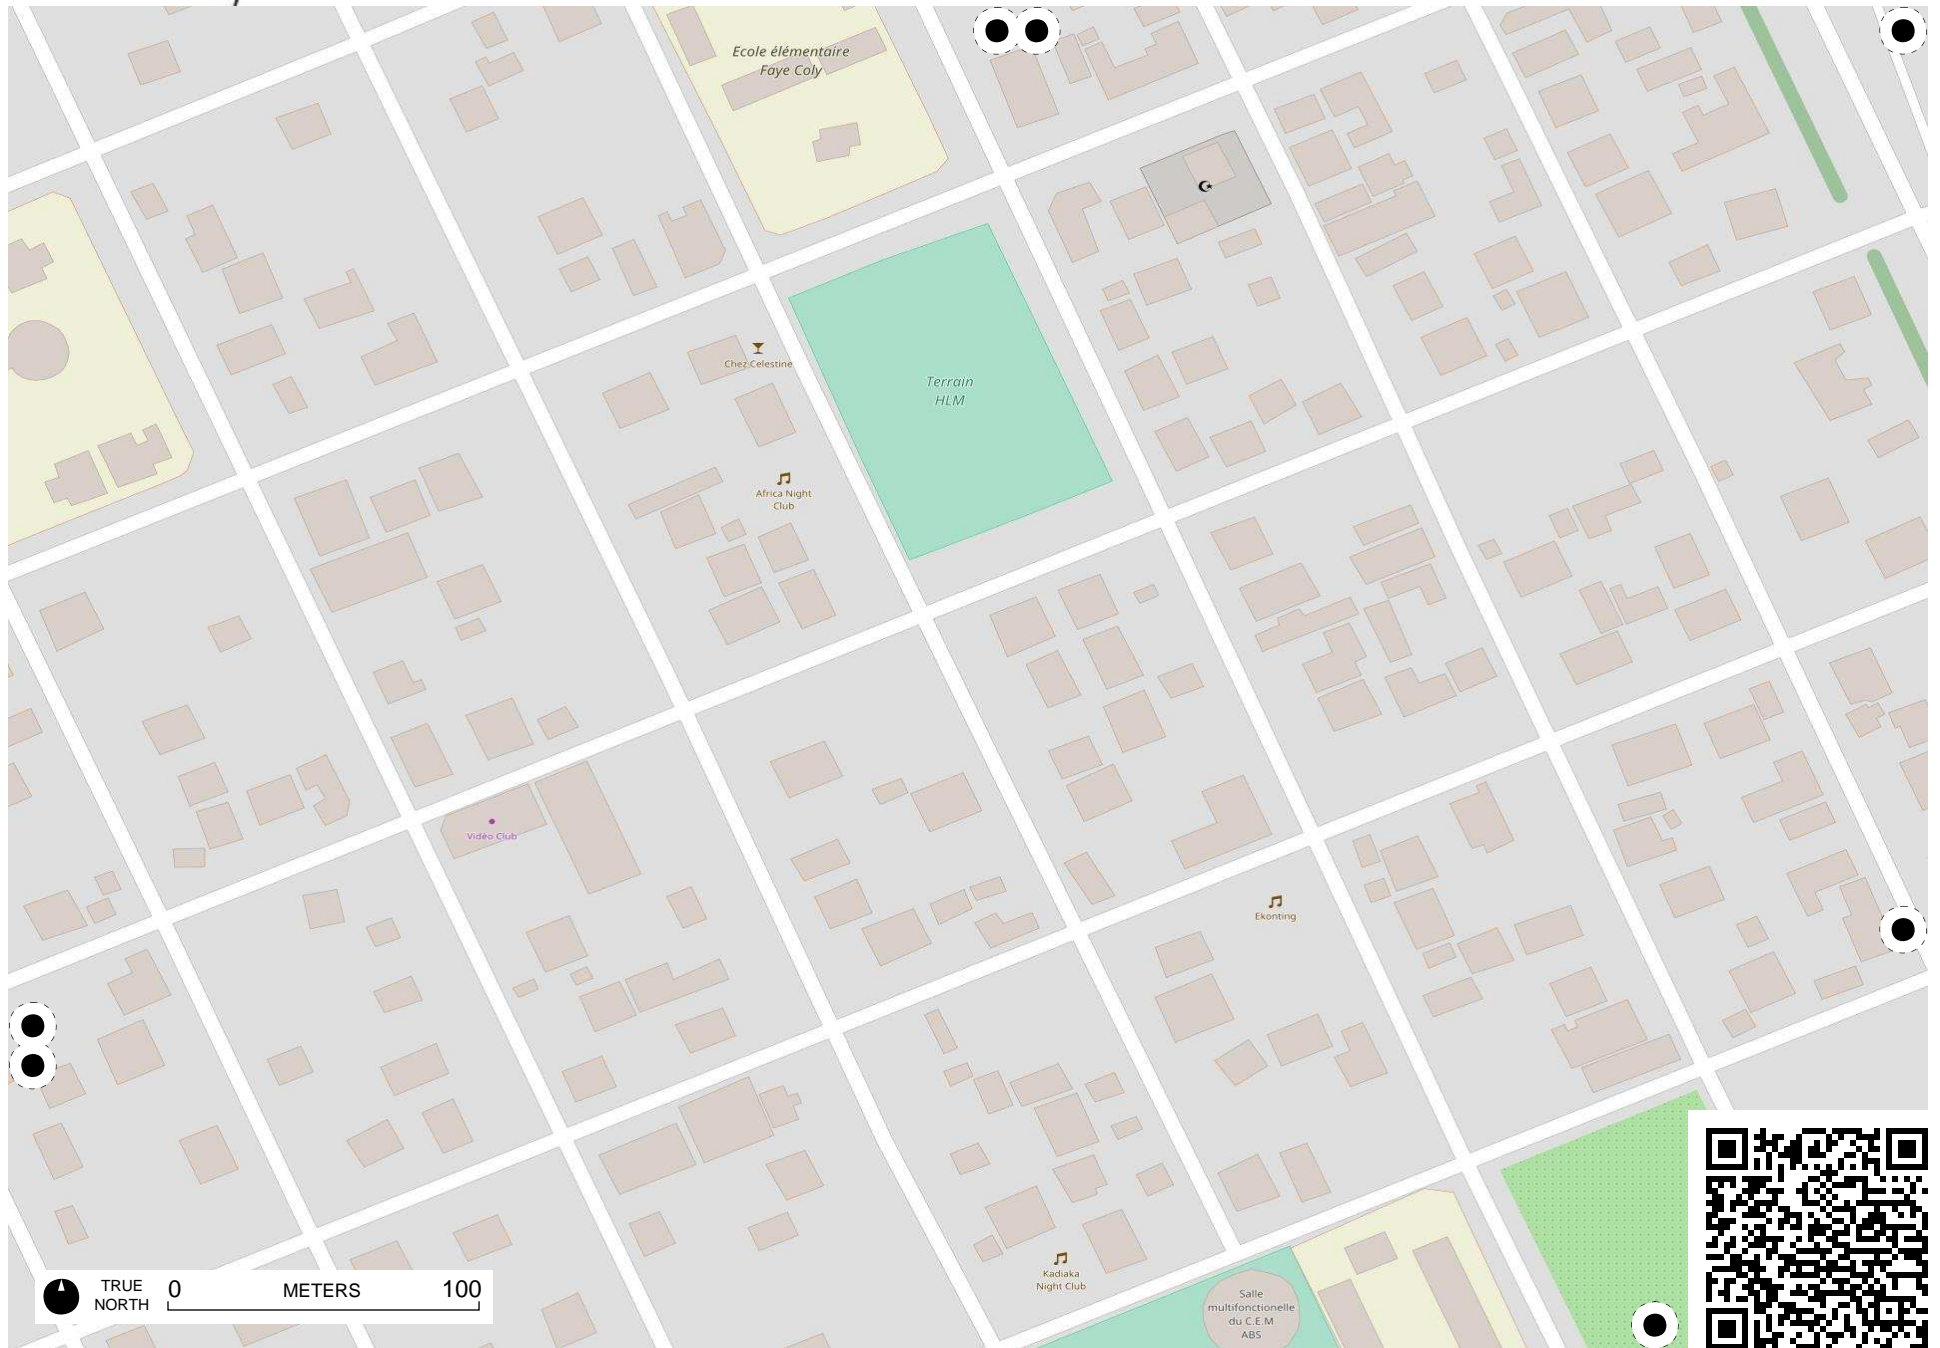 Ecole élémentaire
Faye Coly
Terrain
HLM
Chez Celestine
Africa Night
Club
Vidéo Club
Ekonting
Kadiaka
Night Club
Salle
multifonctionelle
du C.E.M
ABS
TRUE
NORTH
0 METERS 100